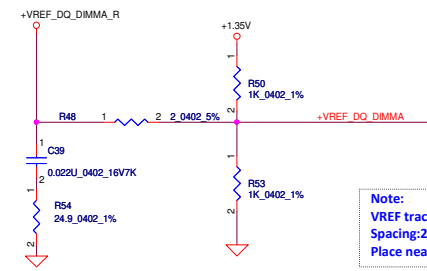 +VREF_DQ_DIMMA_R
+1.35V
1
R50
1K_0402_1%
2
R48 1 2 2_0402_5%
+VREF_DQ_DIMMA
1
C39
2
0.022U_0402_16V7K
1
R54
24.9_0402_1%
2
1
R53
1K_0402_1%
2
Note:
VREF trac
Spacing:2
Place nea